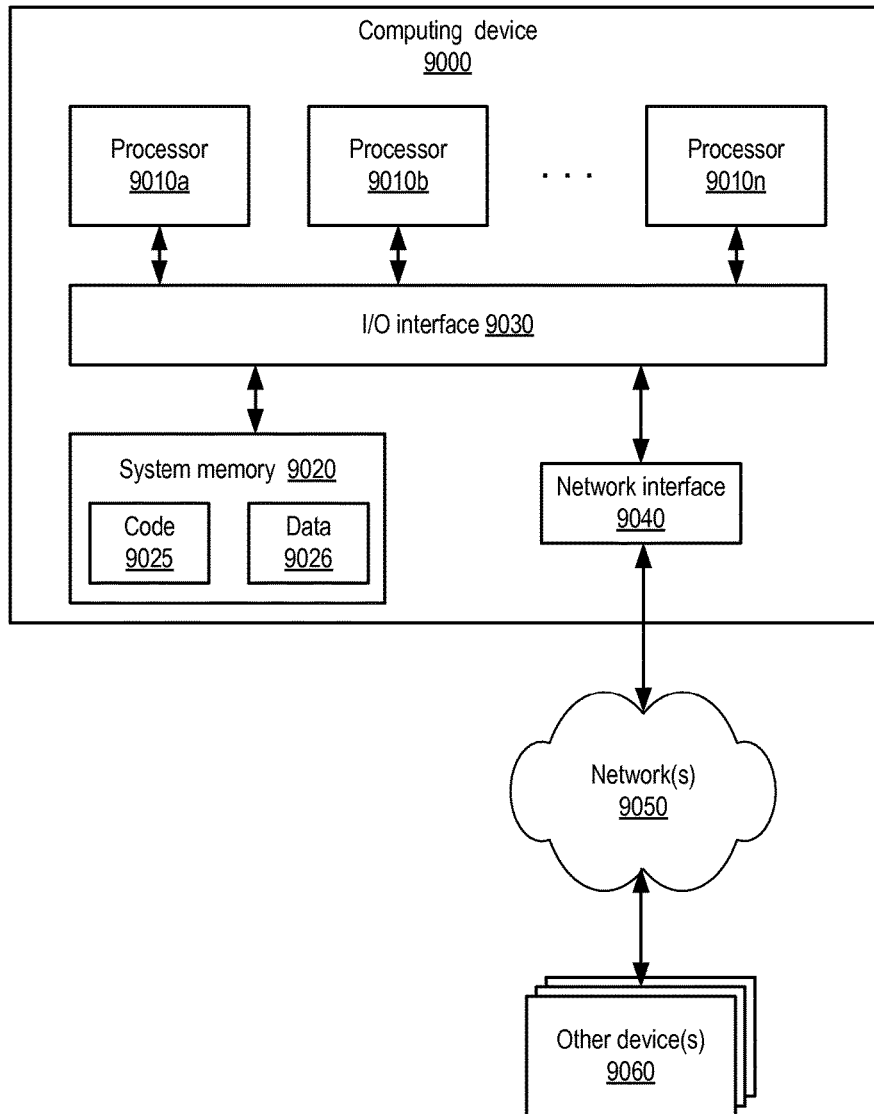 Computing device
9000
Processor
9010a
Processor
9010b
. . .
Processor
9010n
I/O interface 9030
System memory 9020
Code
9025
Data
9026
Network interface
9040
Network(s)
9050
Other device(s)
9060